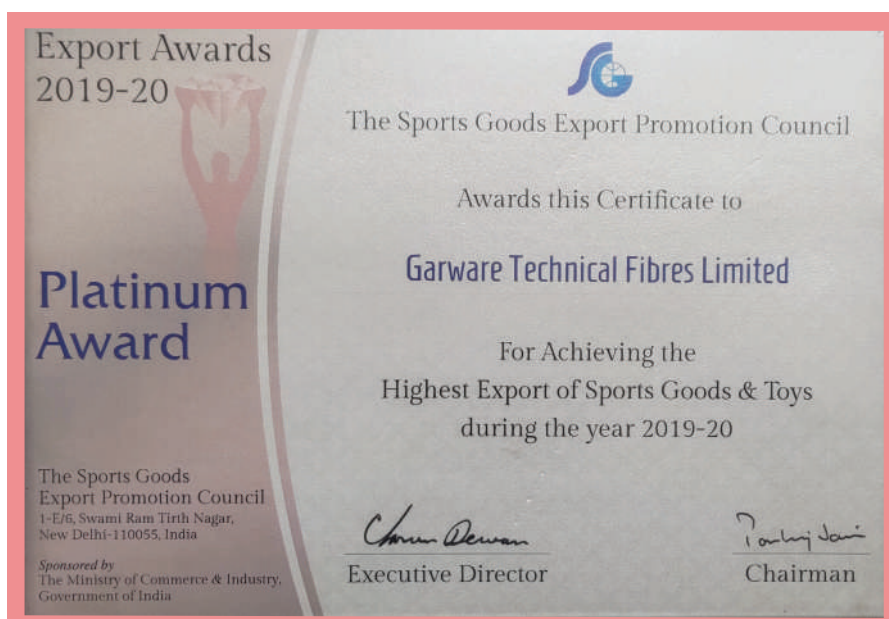 Export Awards
2019-20
Platinum
Award
The Sports Goods
Export Promotion Council
1-E/6, Swami Ram Tirth Nagar,
New Delhi-110055, India
Sponsored by
The Ministry of Commerce & Industry,
Government of India
SG
The Sports Goods Export Promotion Council
Awards this Certificate to
Garware Technical Fibres Limited
For Achieving the
Highest Export of Sports Goods & Toys
during the year 2019-20
Executive Director
Chairman